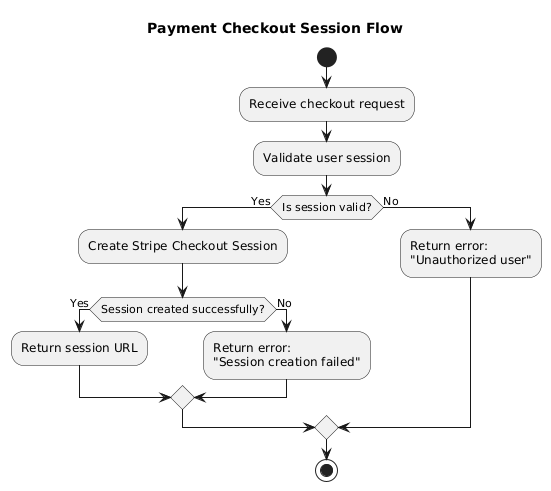 Payment Checkout Session Flow
Receive checkout request
Validate user session
Yes
Is session valid?
No
Create Stripe Checkout Session
Return error:
"Unauthorized user"
Yes
Session created successfully?
No
Return session URL
Return error:
"Session creation failed"